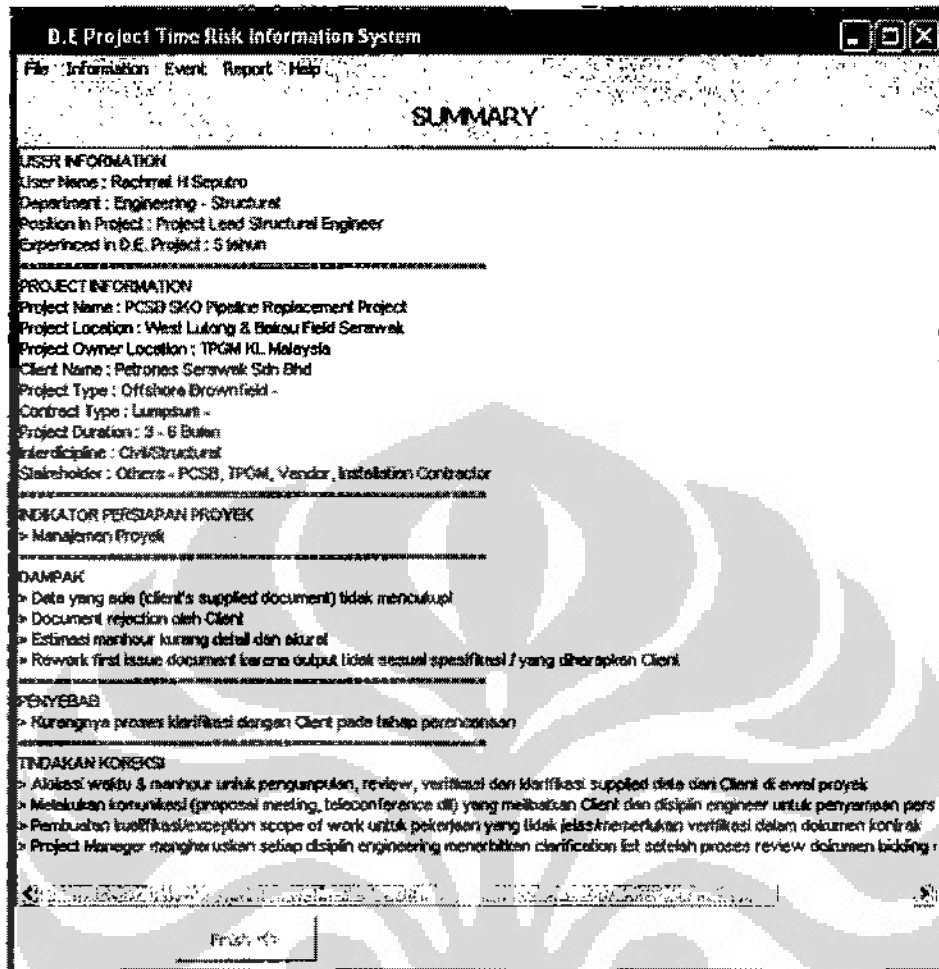 D.E Project Time Risk Information System
File Information Event Report Help
SUMMARY
USER INFORMATION
User Name : Rachmat H Seputro
Department : Engineering - Structural
Position in Project : Project Lead Structural Engineer
Experinced in D.E. Project : 5 tahun
PROJECT INFORMATION
Project Name : PCSB SKO Pipeline Replacement Project
Project Location : West Lutong & Bakau Field Serawak
Project Owner Location : TPGM KL Malaysia
Client Name : Petronas Serawak Sdn Bhd
Project Type : Offshore Brownfield -
Contract Type : Lumpsum -
Project Duration : 3 - 6 Bulan
Interdicipline : Civil/Structural
Stakeholder : Others - PCSB, TPGM, Vendor, Installation Contractor
INDIKATOR PERSIAPAN PROYEK
> Manajemen Proyek
DAMPAK
> Data yang ada (client's supplied document) tidak mencukupi
> Document rejection oleh Client
> Estimasi manhour kurang detail dan akurat
> Rework first issue document karena output tidak sesuai spesifikasi / yang diharapkan Client
PENYEBAB
> Kurangnya proses klarifikasi dengan Client pada tahap perencanaan
TINDAKAN KOREKSI
> Alokasi waktu & manhour untuk pengumpulan, review, verifikasi dan klarifikasi supplied data dari Client di awal proyek
> Melakukan komunikasi (proposal meeting, teleconference dll) yang melibatkan Client dan disiplin engineer untuk penyamaan pers
> Pembuatan kualifikasi/exception scope of work untuk pekerjaan yang tidak jelas/memerlukan verifikasi dalam dokumen kontrak
> Project Manager mengharuskan setiap disiplin engineering menerbitkan clarification list setelah proses review dokumen bidding
Finish